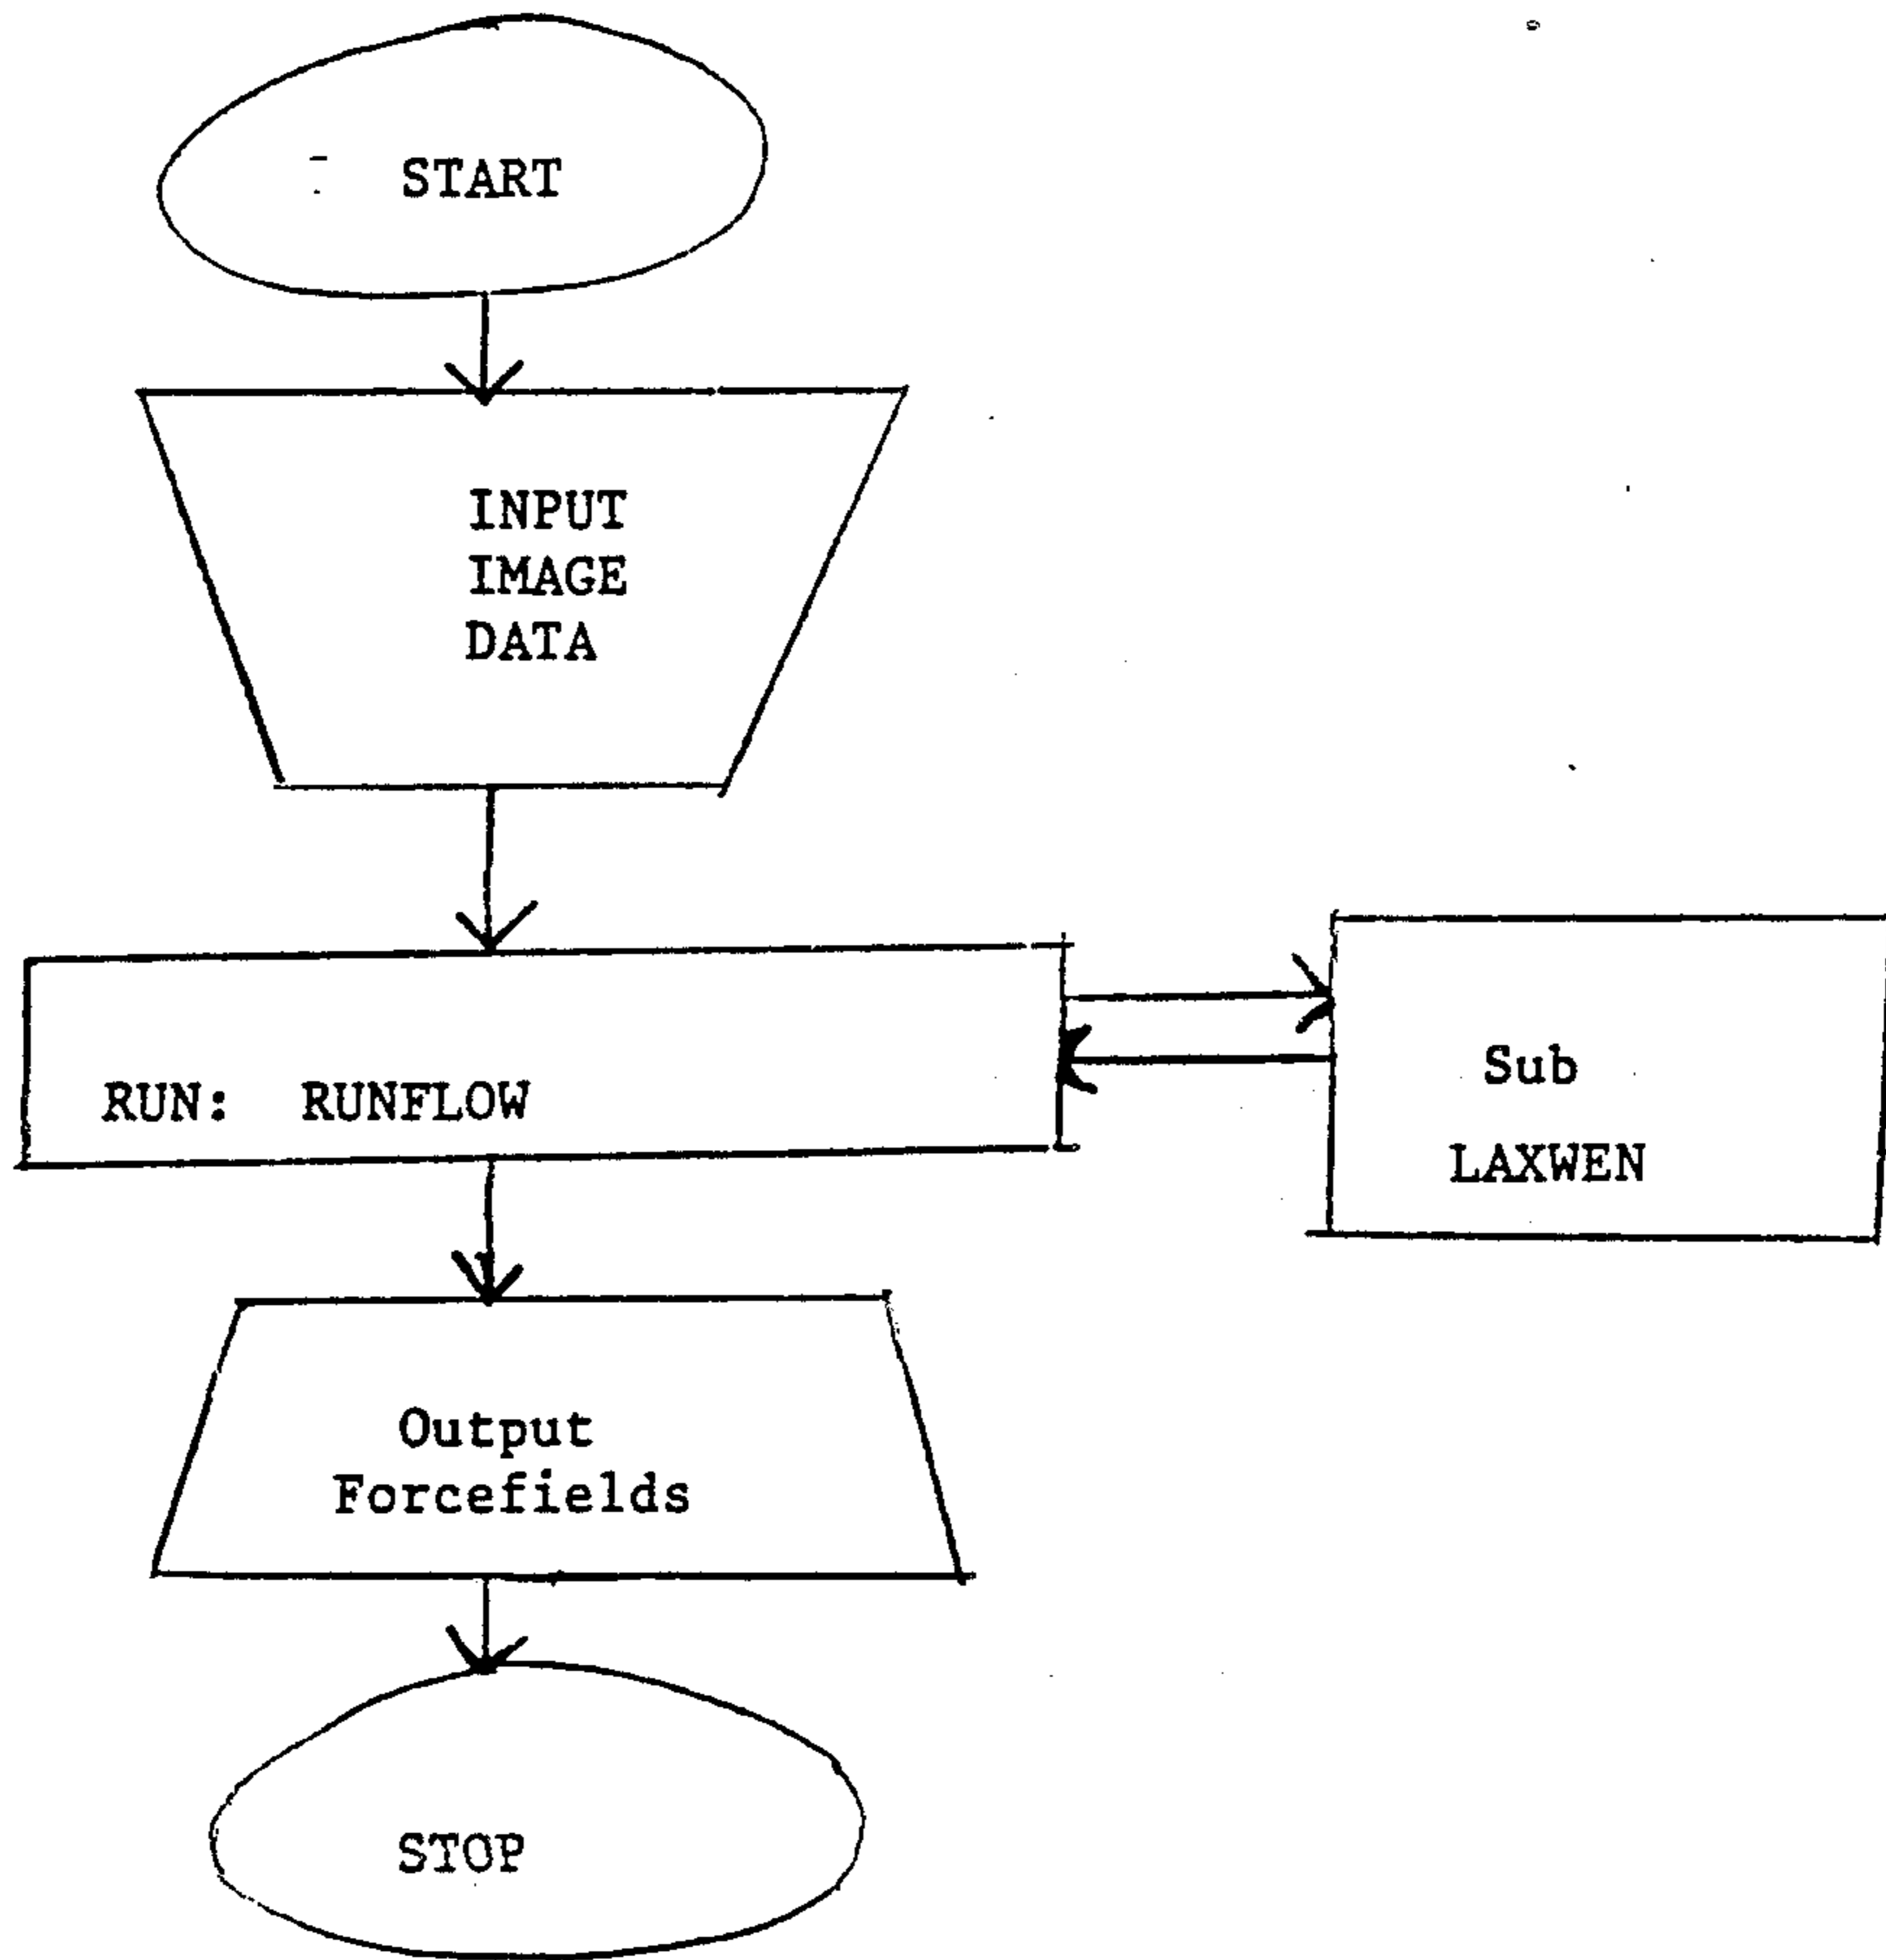 START
INPUT
IMAGE
DATA
RUN: RUNFLOW
Sub
LAXWEN
Output
Forcefields
STOP